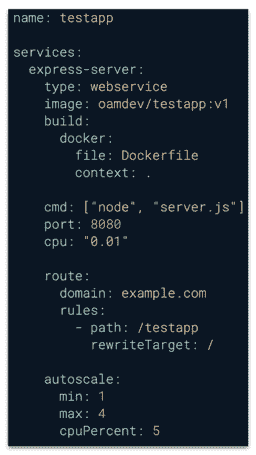 name: testapp
services:
express-server:
type: webservice
image: oamdev/testapp:v1
build:
docker:
file: Dockerfile
context: .
cmd: ["node", "server.js"]
port: 8080
cpu: "0.01"
route:
domain: example.com
rules:
- path: /testapp
rewriteTarget: /
autoscale:
min: 1
max: 4
cpuPercent: 5